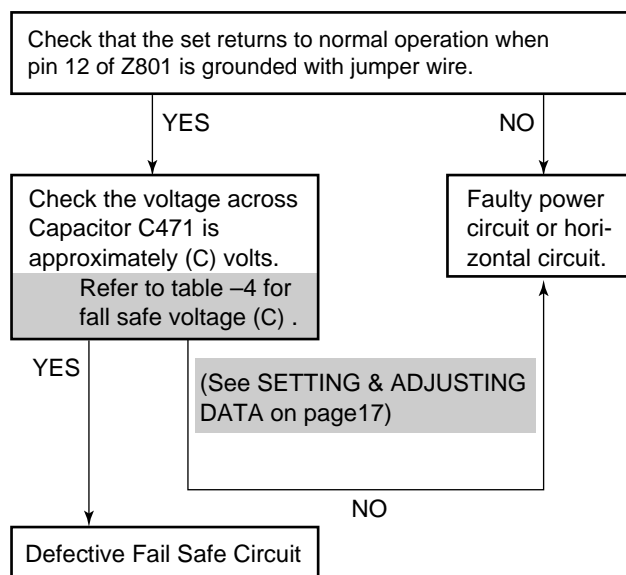 Check that the set returns to normal operation when
pin 12 of Z801 is grounded with jumper wire.
YES
NO
Check the voltage across
Capacitor C471 is
approximately (C) volts.
Refer to table –4 for
fall safe voltage (C) .
Faulty power
circuit or hori-
zontal circuit.
YES
(See SETTING & ADJUSTING
DATA on page17)
NO
Defective Fail Safe Circuit